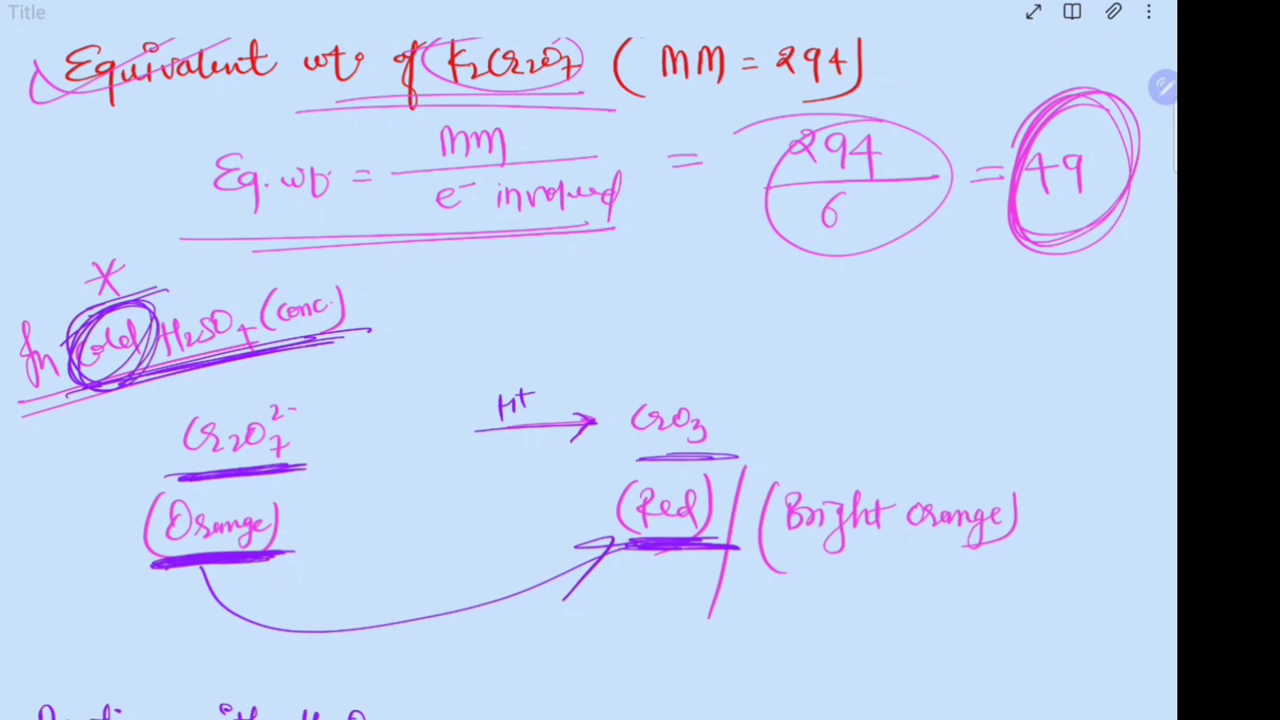 Title
Equivalent wt. of K2Cr2O7 ( MM = 294)
Eq. wt. = MM / e- involved = 294 / 6 = 49
In Cold H2SO4 (conc.)
Cr2O7 2- H+ → CrO3
(Orange) (Red) / (Bright orange)